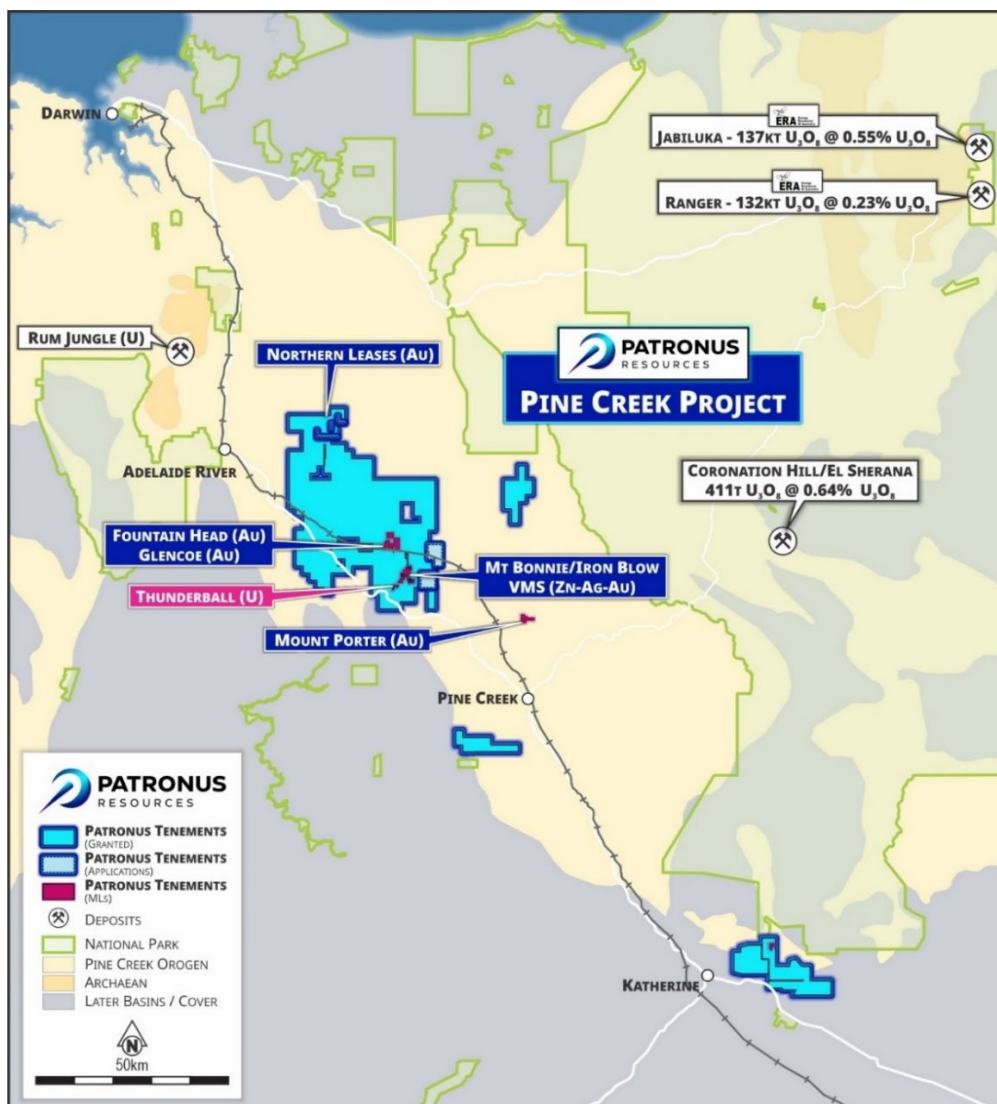 DARWIN
ERA
JABILUKA - 137KT U₃O₈ @ 0.55% U₃O₈
ERA
RANGER - 132KT U₃O₈ @ 0.23% U₃O₈
RUM JUNGLE (U)
NORTHERN LEASES (AU)
PATRONUS
RESOURCES
PINE CREEK PROJECT
ADELAIDE RIVER
CORONATION HILL/EL SHERANA
411T U₃O₈ @ 0.64% U₃O₈
FOUNTAIN HEAD (AU)
GLENCOE (AU)
MT BONNIE/IRON BLOW
VMS (ZN-AG-AU)
THUNDERBALL (U)
MOUNT PORTER (AU)
PINE CREEK
KATHERINE
PATRONUS
RESOURCES
PATRONUS TENEMENTS
(GRANTED)
PATRONUS TENEMENTS
(APPLICATIONS)
PATRONUS TENEMENTS
(MLS)
DEPOSITS
NATIONAL PARK
PINE CREEK OROGEN
ARCHAEAN
LATER BASINS / COVER
N
50km